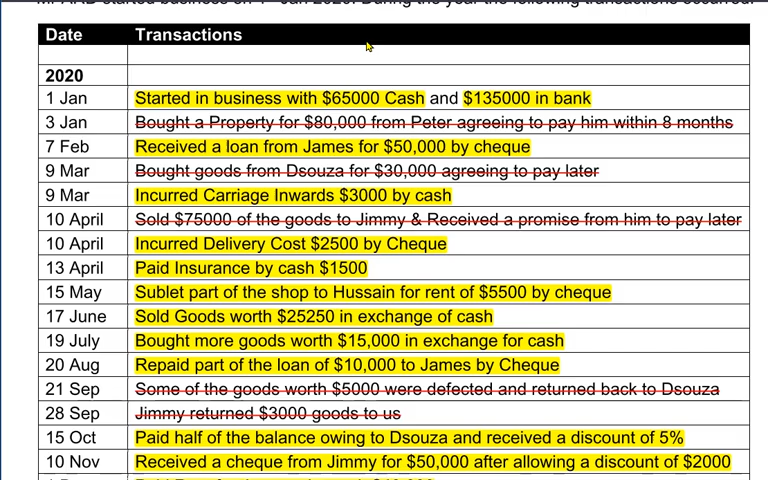 Date Transactions
2020
1 Jan Started in business with $65000 Cash and $135000 in bank
3 Jan Bought a Property for $80,000 from Peter agreeing to pay him within 8 months
7 Feb Received a loan from James for $50,000 by cheque
9 Mar Bought goods from Dsouza for $30,000 agreeing to pay later
9 Mar Incurred Carriage Inwards $3000 by cash
10 April Sold $75000 of the goods to Jimmy & Received a promise from him to pay later
10 April Incurred Delivery Cost $2500 by Cheque
13 April Paid Insurance by cash $1500
15 May Sublet part of the shop to Hussain for rent of $5500 by cheque
17 June Sold Goods worth $25250 in exchange of cash
19 July Bought more goods worth $15,000 in exchange for cash
20 Aug Repaid part of the loan of $10,000 to James by Cheque
21 Sep Some of the goods worth $5000 were defected and returned back to Dsouza
28 Sep Jimmy returned $3000 goods to us
15 Oct Paid half of the balance owing to Dsouza and received a discount of 5%
10 Nov Received a cheque from Jimmy for $50,000 after allowing a discount of $2000